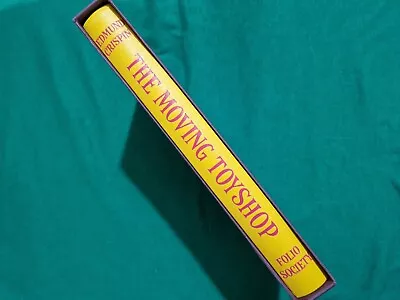 EDMUND
CRISPIN
THE MOVING TOYSHOP
FOLIO
SOCIETY